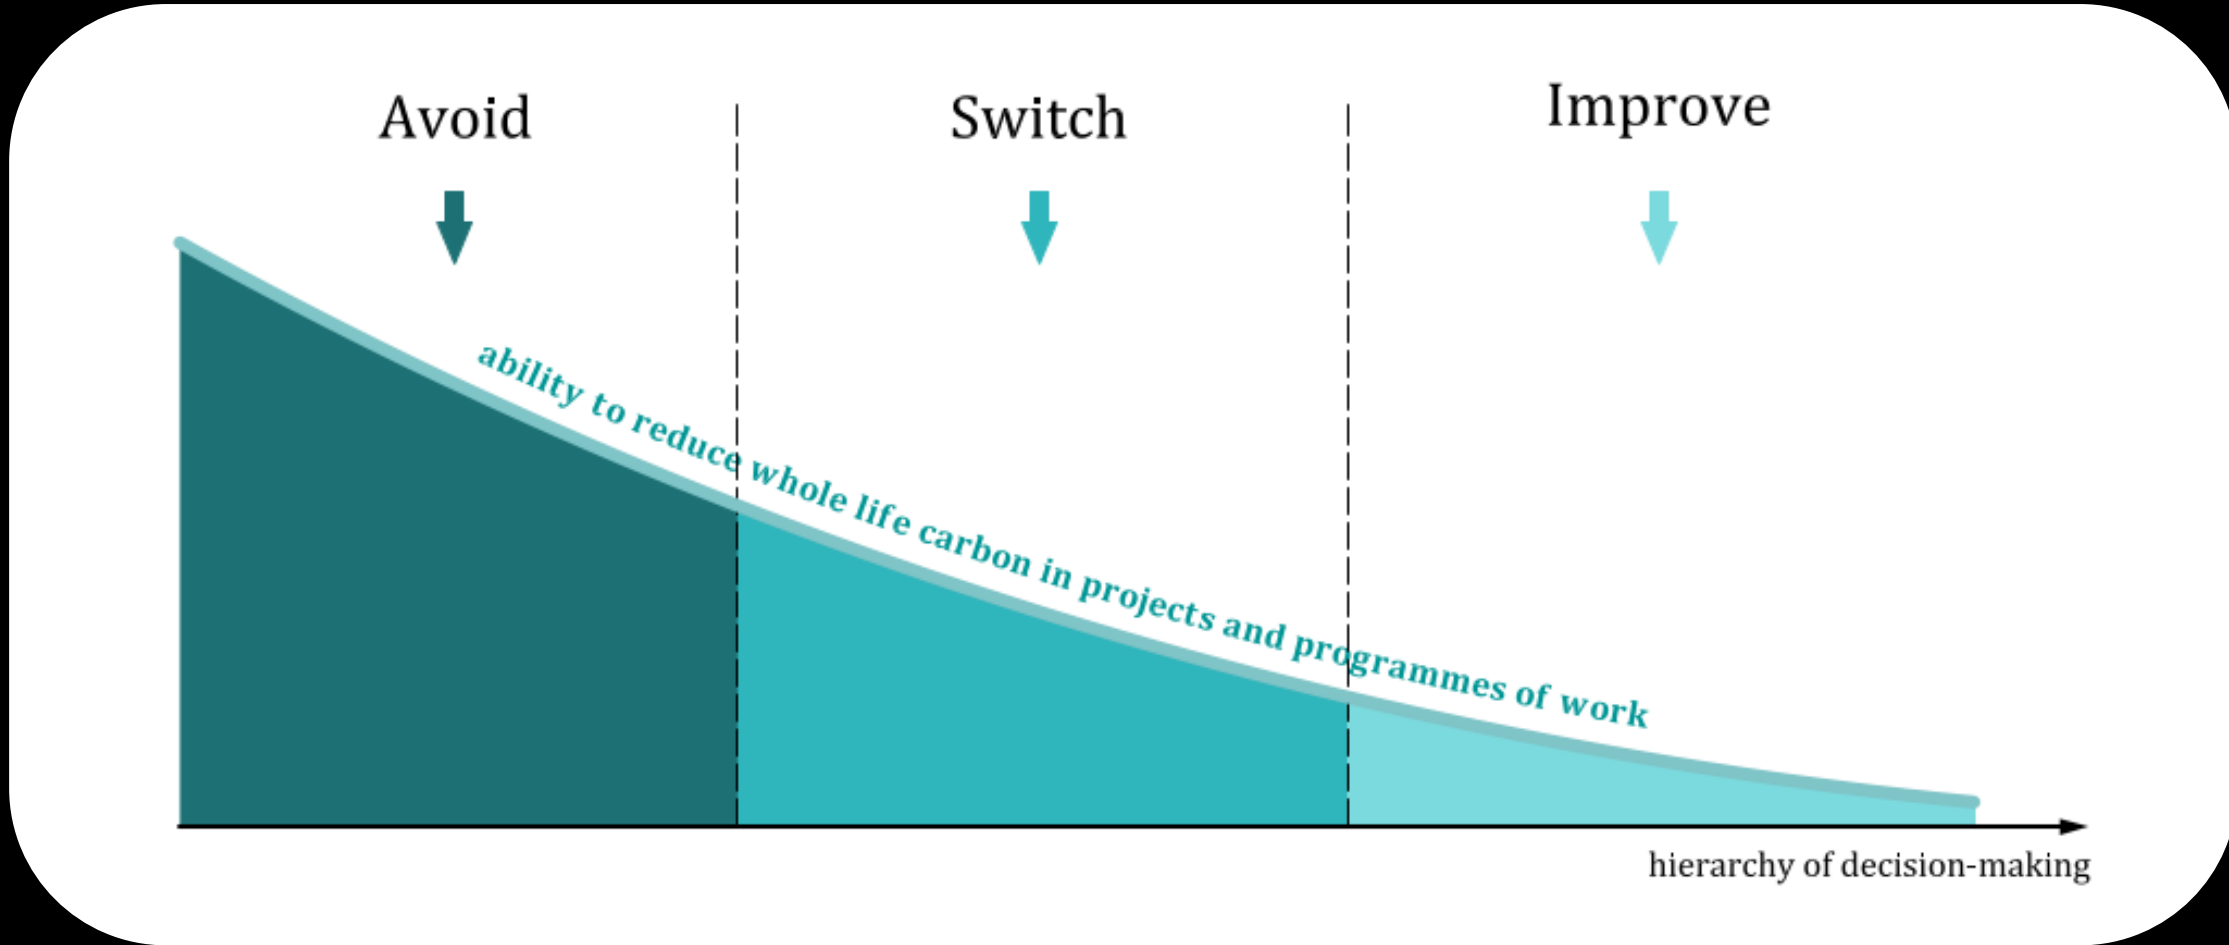 Avoid
Switch
Improve
ability to reduce whole life carbon in projects and programmes of work
hierarchy of decision-making